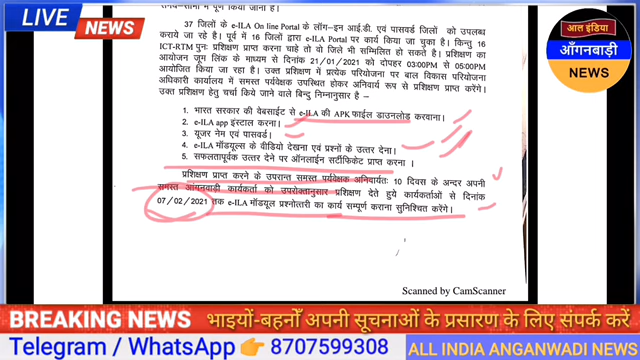 LIVE NEWS
समय-सीमा में पूर्ण किया जाना है।
37 जिलों के e-ILA On line Portal के लॉग-इन आई.डी. एवं पासवर्ड जिलों को उपलब्ध
कराये जा रहे है। पूर्व में 16 जिलों द्वारा e-ILA Portal पर कार्य किया जा चुका है। किन्तु 16
ICT-RTM पुनः प्रशिक्षण प्राप्त करना चाहे तो वो जिले भी सम्मिलित हो सकते है। प्रशिक्षण का
आयोजन जूम लिंक के माध्यम से दिनांक 21/01/2021 को दोपहर 03:00PM से 05:00PM
आयोजित किया जा रहा है। उक्त प्रशिक्षण में प्रत्येक परियोजना पर बाल विकास परियोजना
अधिकारी कार्यालय में समस्त पर्यवेक्षक उपस्थित होकर अनिवार्य रूप से प्रशिक्षण प्राप्त करेंगे।
उक्त प्रशिक्षण हेतु चर्चा किये जाने वाले बिन्दु निम्नानुसार है -
1. भारत सरकार की वेबसाईट से e-ILA की APK फाईल डाउनलोड़ करवाना।
2. e-ILA app इंस्टाल करना।
3. यूजर नेम एवं पासवर्ड।
4. e-ILA मॉडयूल्स के वीडियो देखना एवं प्रश्नों के उत्तर देना।
5. सफलतापूर्वक उत्तर देने पर ऑनलाईन सर्टीफिकेट प्राप्त करना।
प्रशिक्षण प्राप्त करने के उपरान्त समस्त पर्यवेक्षक अनिवार्यतः 10 दिवस के अन्दर अपनी
समस्त आंगनवाड़ी कार्यकर्ता को उपरोक्तानुसार प्रशिक्षण देते हुये कार्यकर्ताओं से दिनांक
07/02/2021 तक e-ILA मॉडयूल प्रश्नोत्तरी का कार्य सम्पूर्ण कराना सुनिश्चित करेंगे।
Scanned by CamScanner
आल इंडिया
आँगनबाड़ी
NEWS
BREAKING NEWS भाइयों-बहनों अपनी सूचनाओं के प्रसारण के लिए संपर्क करें
Telegram / WhatsApp 👉 8707599308 ALL INDIA ANGANWADI NEWS